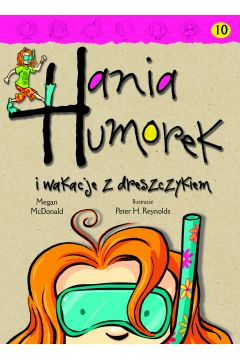 10
Hania
Humorek
i wakacje z dreszczykiem
Megan
McDonald
Ilustracje
Peter H. Reynolds